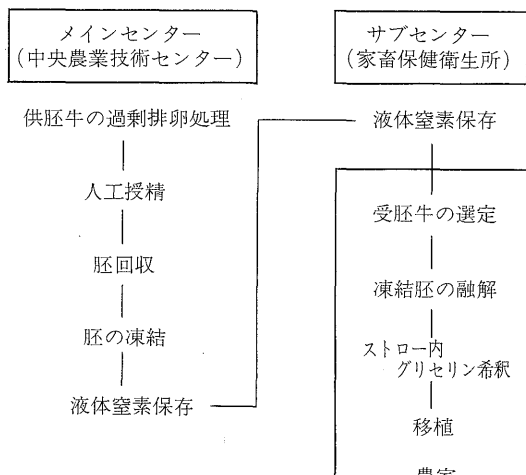 メインセンター
(中央農業技術センター)
供胚牛の過剰排卵処理
人工授精
胚回収
胚の凍結
液体窒素保存
サブセンター
(家畜保健衛生所)
液体窒素保存
受胚牛の選定
凍結胚の融解
ストロー内
グリセリン希釈
移植
農家